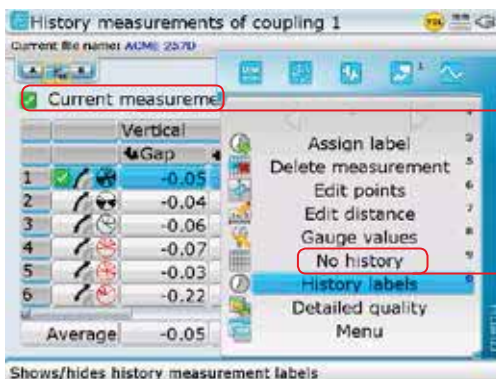 History measurements of coupling 1
Current file name: ACME 257D
Current measureme
Vertical
Gap
1 -0.05
2 -0.04
3 -0.06
4 -0.07
5 -0.03
6 -0.22
Average -0.05
Assign label
Delete measurement
Edit points
Edit distance
Gauge values
No history
History labels
Detailed quality
Menu
Shows/hides history measurement labels